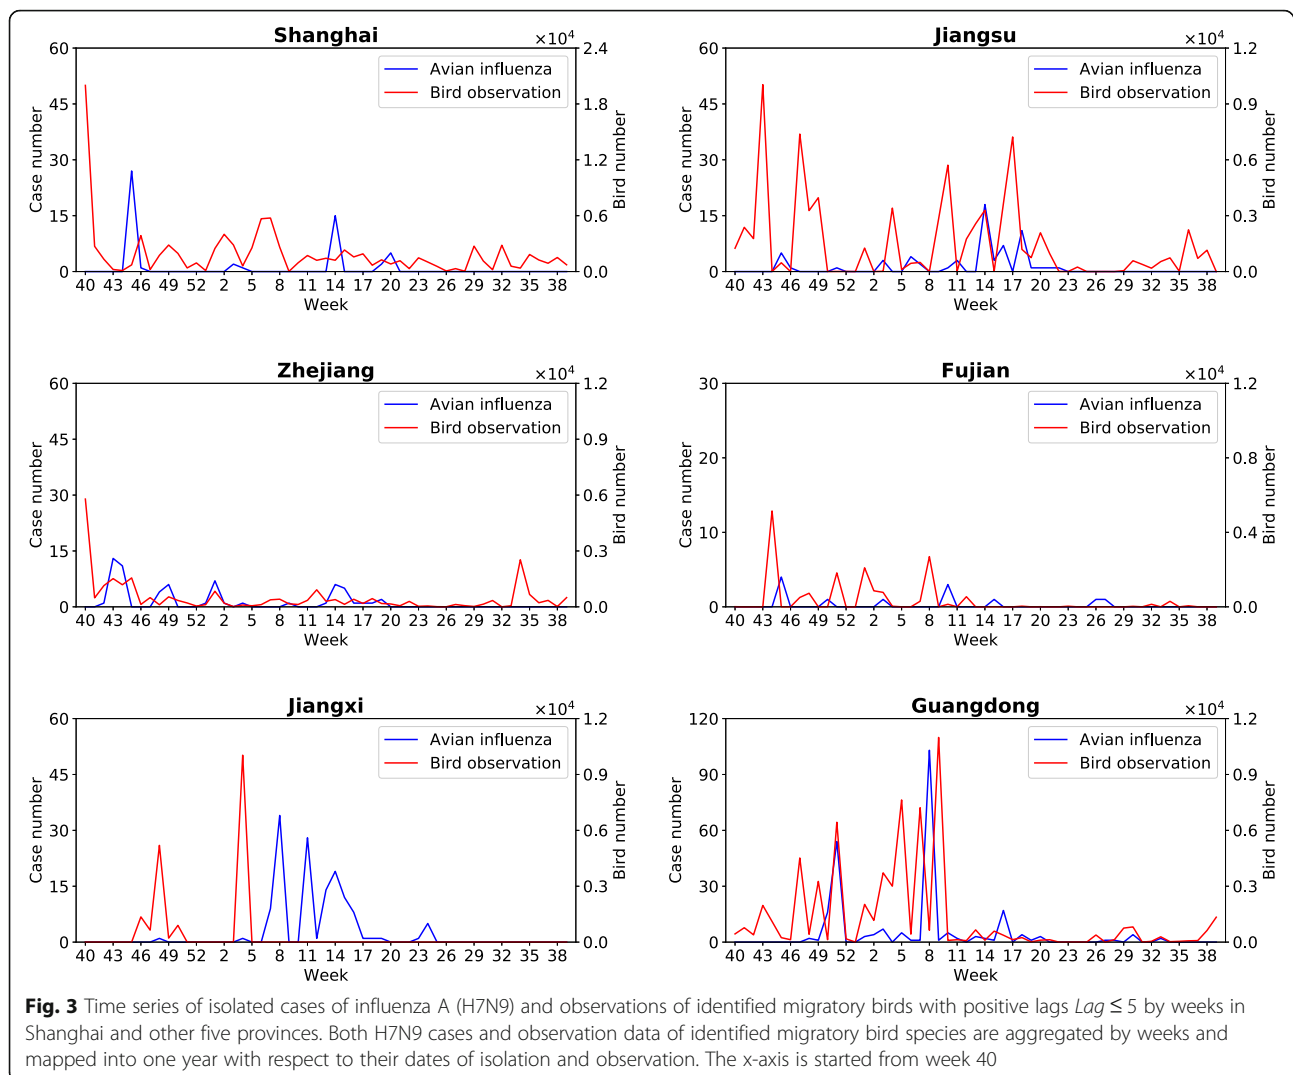 Shanghai
×10⁴
60
45
30
15
0
Case number
2.4
1.8
1.2
0.6
0.0
Bird number
Avian influenza
Bird observation
40 43 46 49 52 2 5 8 11 14 17 20 23 26 29 32 35 38
Week
Jiangsu
×10⁴
60
45
30
15
0
Case number
1.2
0.9
0.6
0.3
0.0
Bird number
Avian influenza
Bird observation
40 43 46 49 52 2 5 8 11 14 17 20 23 26 29 32 35 38
Week
Zhejiang
×10⁴
60
45
30
15
0
Case number
1.2
0.9
0.6
0.3
0.0
Bird number
Avian influenza
Bird observation
40 43 46 49 52 2 5 8 11 14 17 20 23 26 29 32 35 38
Week
Fujian
×10⁴
30
20
10
0
Case number
1.2
0.8
0.4
0.0
Bird number
Avian influenza
Bird observation
40 43 46 49 52 2 5 8 11 14 17 20 23 26 29 32 35 38
Week
Jiangxi
×10⁴
60
45
30
15
0
Case number
1.2
0.9
0.6
0.3
0.0
Bird number
Avian influenza
Bird observation
40 43 46 49 52 2 5 8 11 14 17 20 23 26 29 32 35 38
Week
Guangdong
×10⁴
120
90
60
30
0
Case number
1.2
0.9
0.6
0.3
0.0
Bird number
Avian influenza
Bird observation
40 43 46 49 52 2 5 8 11 14 17 20 23 26 29 32 35 38
Week
Fig. 3 Time series of isolated cases of influenza A (H7N9) and observations of identified migratory birds with positive lags Lag ≤ 5 by weeks in
Shanghai and other five provinces. Both H7N9 cases and observation data of identified migratory bird species are aggregated by weeks and
mapped into one year with respect to their dates of isolation and observation. The x-axis is started from week 40